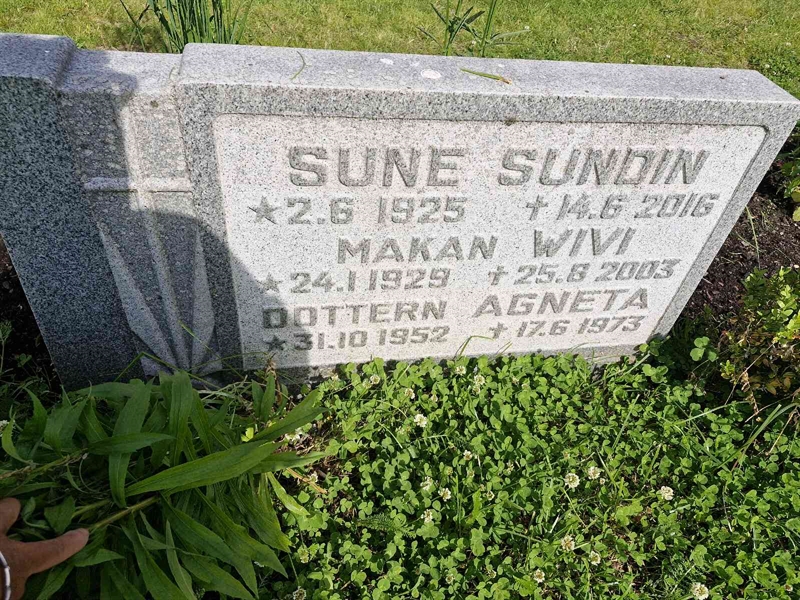 SUNE SUNDIN
★ 2.6 1925 † 14.6 2016
MAKAN WIVI
★ 24.1 1929 † 25.8 2003
DOTTERN AGNETA
★ 31.10 1952 † 17.6 1973